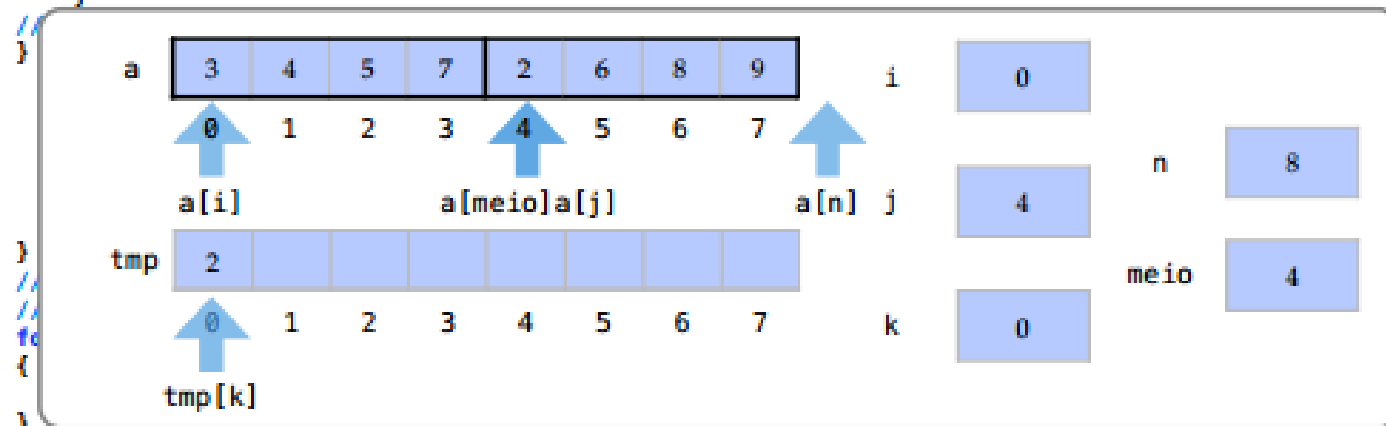 //
}
a 3 4 5 7 2 6 8 9 i 0
0 1 2 3 4 5 6 7
n 8
a[i] a[meio]a[j] a[n] j 4
}
tmp 2
//
meio 4
//
0 1 2 3 4 5 6 7 k 0
{
tmp[k]
}